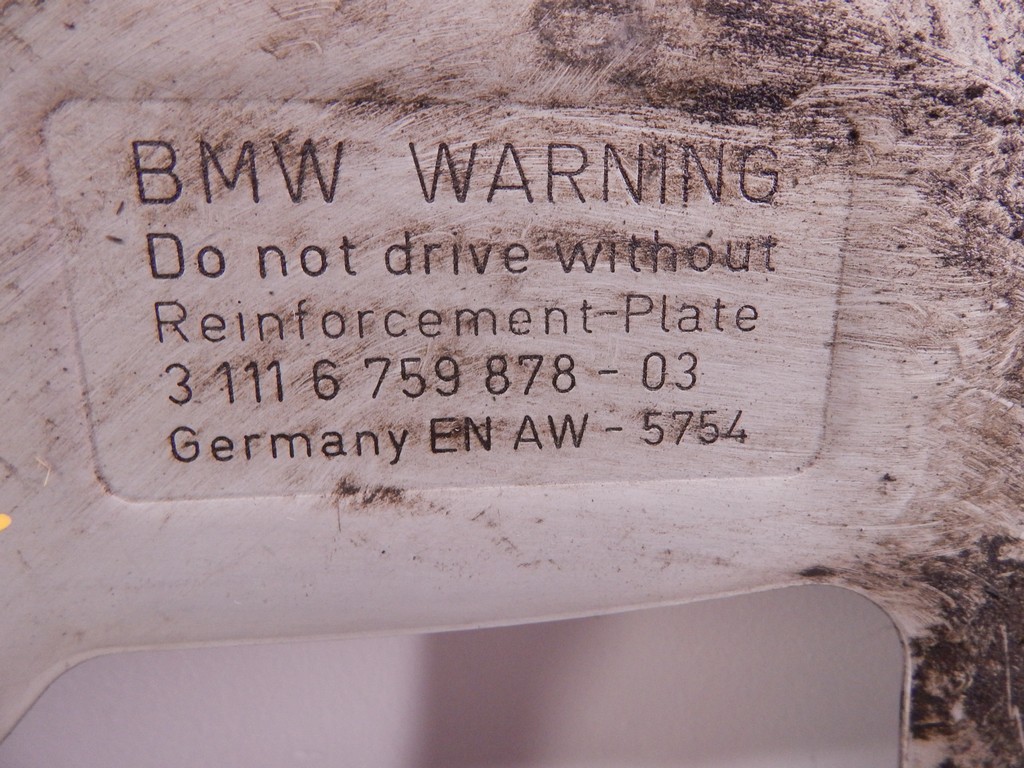 BMW WARNING
Do not drive without
Reinforcement-Plate
3 111 6 759 878 - 03
Germany EN AW - 5754